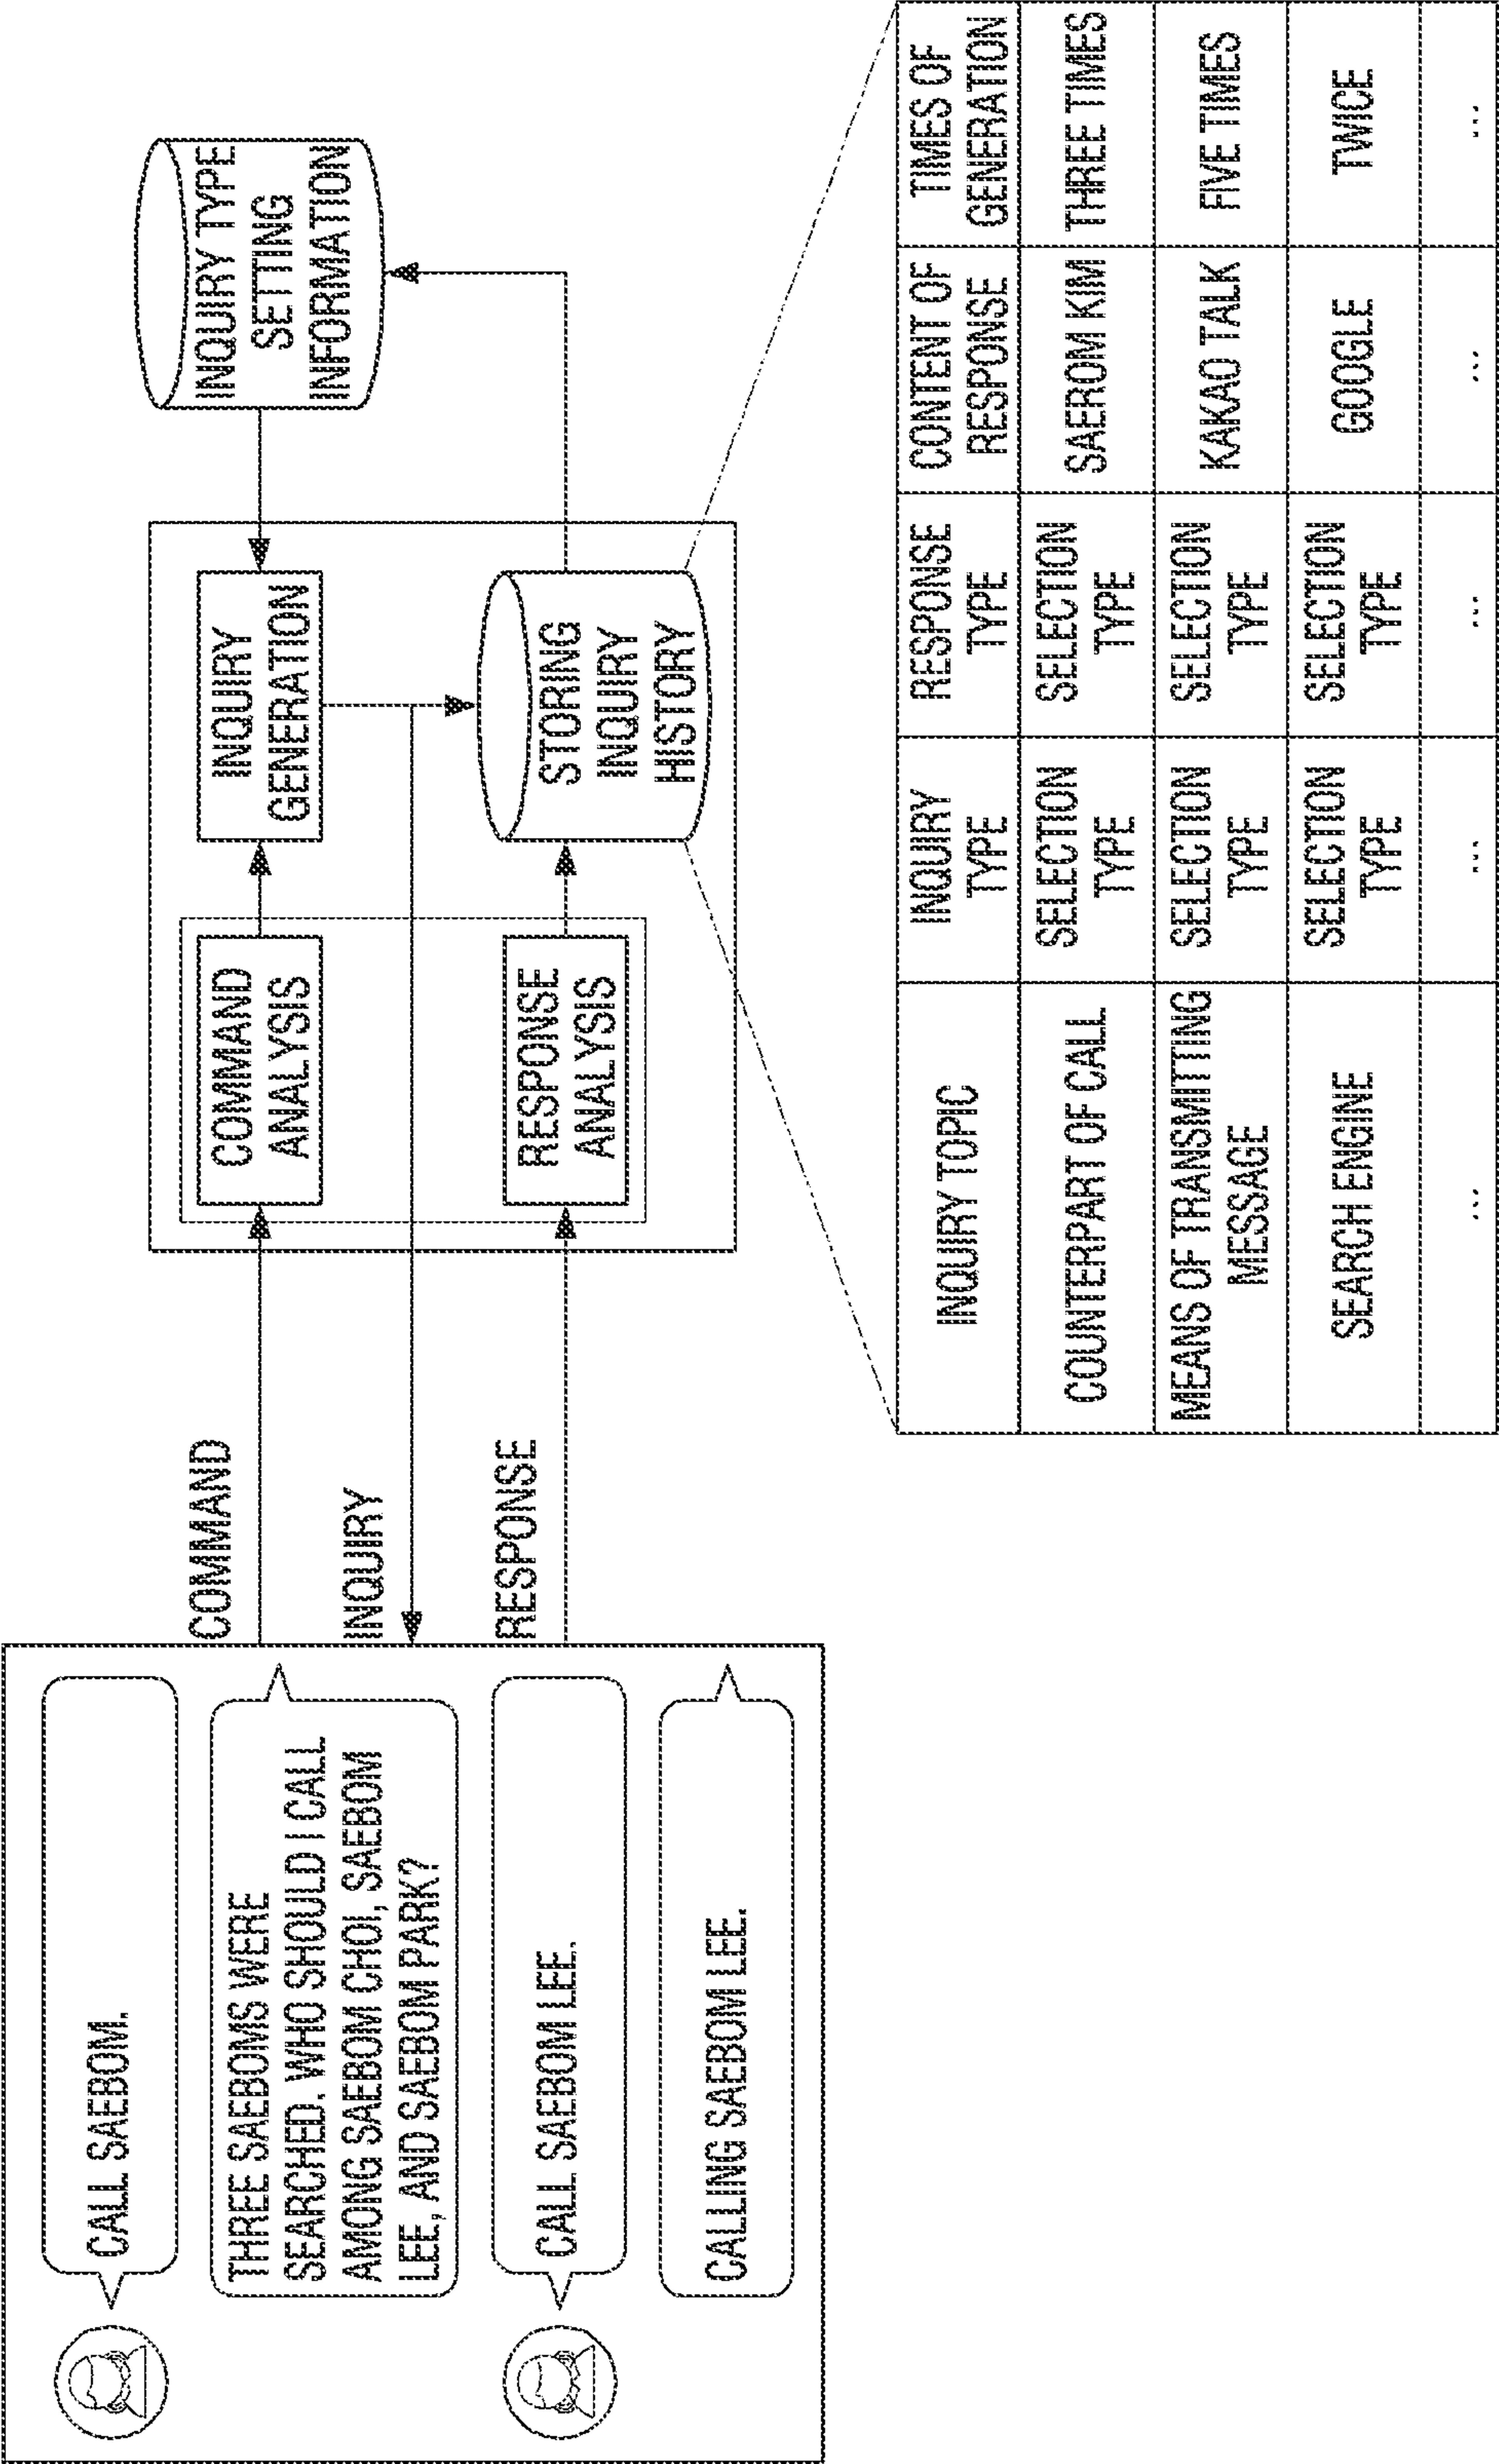 CALL SAEBOM.
THREE SAEBOMS WERE
SEARCHED. WHO SHOULD I CALL
AMONG SAEBOM CHOI, SAEBOM
LEE, AND SAEBOM PARK?
CALL SAEBOM LEE.
CALLING SAEBOM LEE.
COMMAND
INQUIRY
RESPONSE
COMMAND
ANALYSIS
RESPONSE
ANALYSIS
INQUIRY
GENERATION
STORING
INQUIRY
HISTORY
INQUIRY TYPE
SETTING
INFORMATION
INQUIRY TOPIC
INQUIRY
TYPE
RESPONSE
TYPE
CONTENT OF
RESPONSE
TIMES OF
GENERATION
COUNTERPART OF CALL
SELECTION
TYPE
SELECTION
TYPE
SAEROM KIM
THREE TIMES
MEANS OF TRANSMITTING
MESSAGE
SELECTION
TYPE
SELECTION
TYPE
KAKAO TALK
FIVE TIMES
SEARCH ENGINE
SELECTION
TYPE
SELECTION
TYPE
GOOGLE
TWICE
...
...
...
...
...